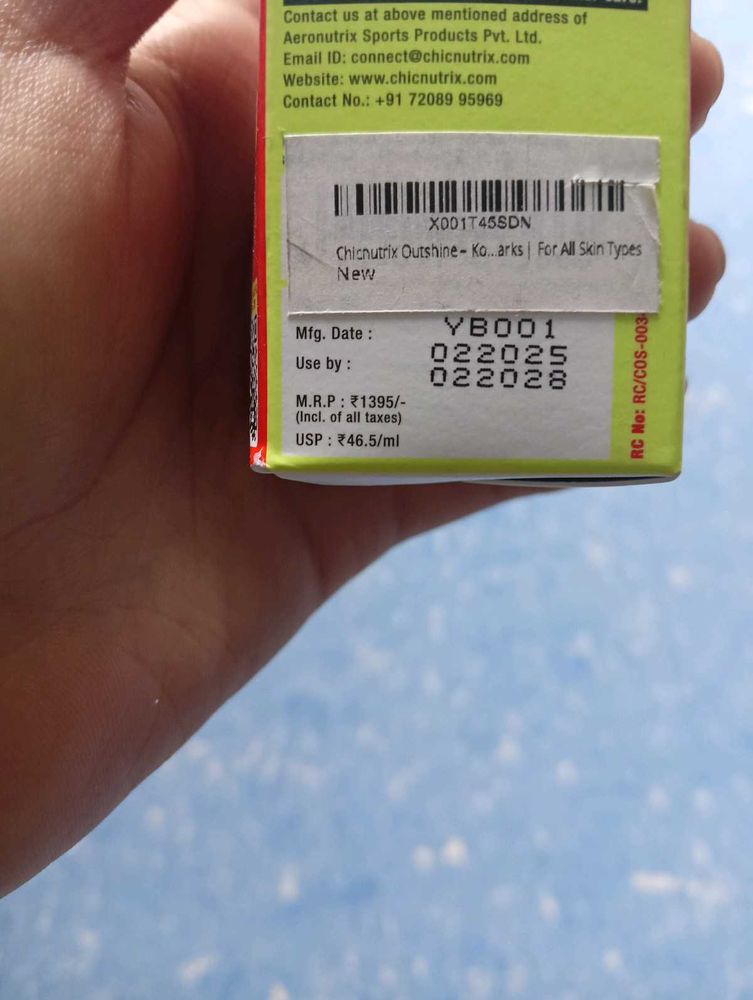 Contact us at above mentioned address of
Aeronutrix Sports Products Pvt. Ltd.
Email ID: connect@chicnutrix.com
Website: www.chicnutrix.com
Contact No.: +91 72089 95969
X001T45SDN
Chicnutrix Outshine - Ko...arks | For All Skin Types
New
YB001
Mfg. Date : 022025
Use by : 022028
M.R.P : ₹1395/-
(Incl. of all taxes)
USP : ₹46.5/ml
RC No: RC/COS-003